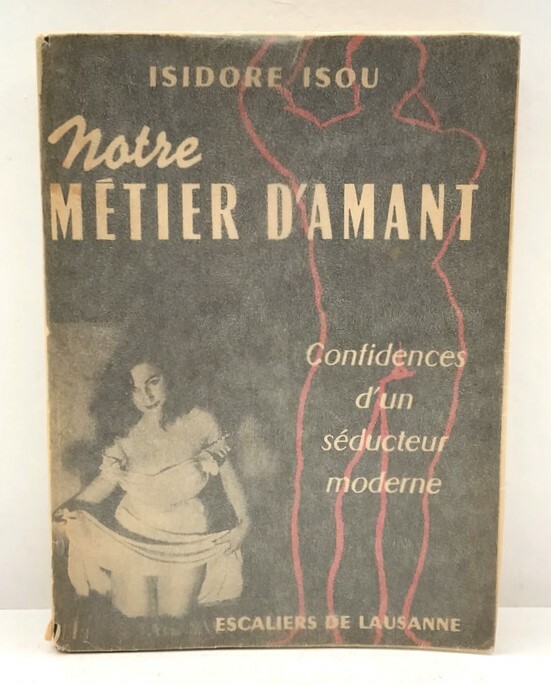 ISIDORE ISOU
Notre
MÉTIER D'AMANT
Confidences
d'un
séducteur
moderne
ESCALIERS DE LAUSANNE